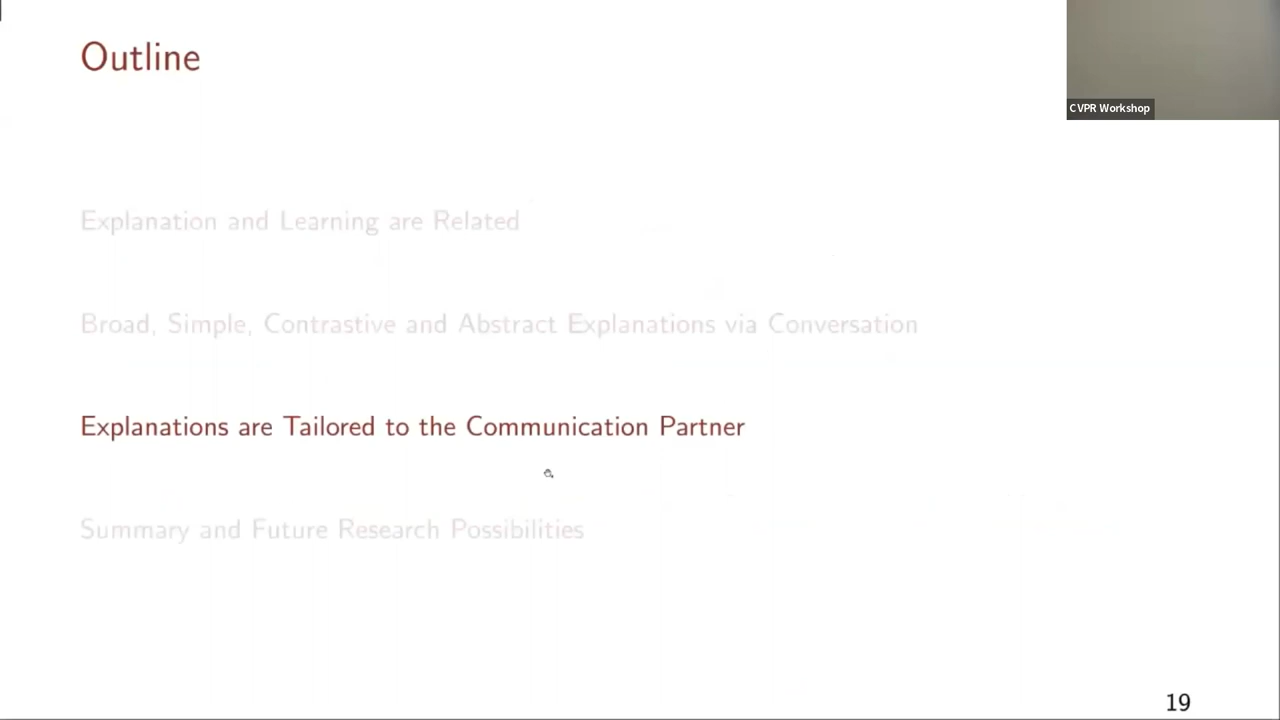 Outline
CVPR Workshop
Explanation and Learning are Related
Broad, Simple, Contrastive and Abstract Explanations via Conversation
Explanations are Tailored to the Communication Partner
Summary and Future Research Possibilities
19